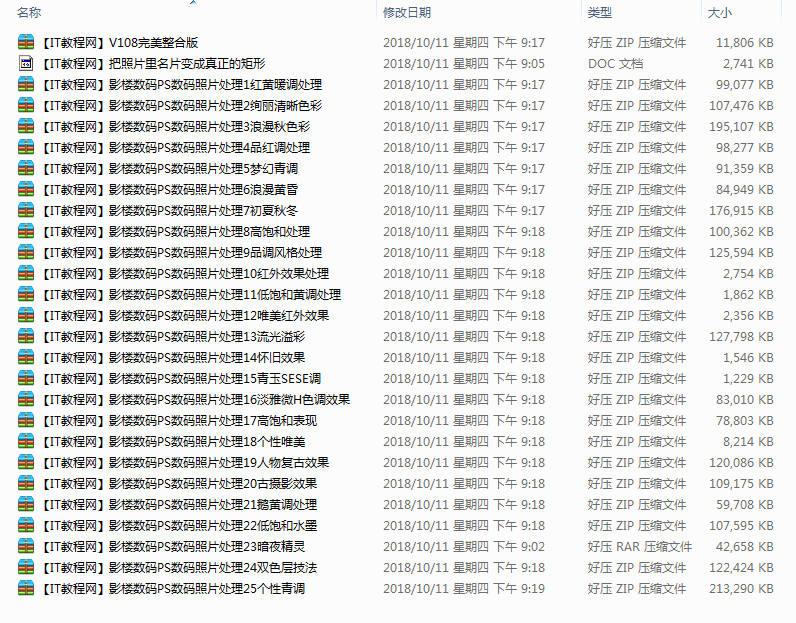 名称 修改日期 类型 大小
【IT教程网】V108完美整合版 2018/10/11 星期四 下午 9:17 好压 ZIP 压缩文件 11,806 KB
【IT教程网】把照片里名片变成真正的矩形 2018/10/11 星期四 下午 9:05 DOC 文档 2,741 KB
【IT教程网】影楼数码PS数码照片处理1红黄暖调处理 2018/10/11 星期四 下午 9:17 好压 ZIP 压缩文件 99,077 KB
【IT教程网】影楼数码PS数码照片处理2绚丽清晰色彩 2018/10/11 星期四 下午 9:17 好压 ZIP 压缩文件 107,476 KB
【IT教程网】影楼数码PS数码照片处理3浪漫秋色彩 2018/10/11 星期四 下午 9:17 好压 ZIP 压缩文件 195,107 KB
【IT教程网】影楼数码PS数码照片处理4品红调处理 2018/10/11 星期四 下午 9:17 好压 ZIP 压缩文件 98,277 KB
【IT教程网】影楼数码PS数码照片处理5梦幻青调 2018/10/11 星期四 下午 9:17 好压 ZIP 压缩文件 91,359 KB
【IT教程网】影楼数码PS数码照片处理6浪漫黄昏 2018/10/11 星期四 下午 9:17 好压 ZIP 压缩文件 84,949 KB
【IT教程网】影楼数码PS数码照片处理7初夏秋冬 2018/10/11 星期四 下午 9:17 好压 ZIP 压缩文件 176,915 KB
【IT教程网】影楼数码PS数码照片处理8高饱和处理 2018/10/11 星期四 下午 9:18 好压 ZIP 压缩文件 100,362 KB
【IT教程网】影楼数码PS数码照片处理9品调风格处理 2018/10/11 星期四 下午 9:18 好压 ZIP 压缩文件 125,594 KB
【IT教程网】影楼数码PS数码照片处理10红外效果处理 2018/10/11 星期四 下午 9:18 好压 ZIP 压缩文件 2,754 KB
【IT教程网】影楼数码PS数码照片处理11低饱和黄调处理 2018/10/11 星期四 下午 9:18 好压 ZIP 压缩文件 1,862 KB
【IT教程网】影楼数码PS数码照片处理12唯美红外效果 2018/10/11 星期四 下午 9:18 好压 ZIP 压缩文件 2,356 KB
【IT教程网】影楼数码PS数码照片处理13流光溢彩 2018/10/11 星期四 下午 9:18 好压 ZIP 压缩文件 127,798 KB
【IT教程网】影楼数码PS数码照片处理14怀旧效果 2018/10/11 星期四 下午 9:18 好压 ZIP 压缩文件 1,546 KB
【IT教程网】影楼数码PS数码照片处理15青玉SESE调 2018/10/11 星期四 下午 9:18 好压 ZIP 压缩文件 1,229 KB
【IT教程网】影楼数码PS数码照片处理16淡雅微H色调效果 2018/10/11 星期四 下午 9:18 好压 ZIP 压缩文件 83,010 KB
【IT教程网】影楼数码PS数码照片处理17高饱和表现 2018/10/11 星期四 下午 9:18 好压 ZIP 压缩文件 78,803 KB
【IT教程网】影楼数码PS数码照片处理18个性唯美 2018/10/11 星期四 下午 9:18 好压 ZIP 压缩文件 8,214 KB
【IT教程网】影楼数码PS数码照片处理19人物复古效果 2018/10/11 星期四 下午 9:18 好压 ZIP 压缩文件 120,086 KB
【IT教程网】影楼数码PS数码照片处理20古摄影效果 2018/10/11 星期四 下午 9:18 好压 ZIP 压缩文件 109,175 KB
【IT教程网】影楼数码PS数码照片处理21鹅黄调处理 2018/10/11 星期四 下午 9:18 好压 ZIP 压缩文件 59,708 KB
【IT教程网】影楼数码PS数码照片处理22低饱和水墨 2018/10/11 星期四 下午 9:18 好压 ZIP 压缩文件 107,595 KB
【IT教程网】影楼数码PS数码照片处理23暗夜精灵 2018/10/11 星期四 下午 9:02 好压 RAR 压缩文件 42,658 KB
【IT教程网】影楼数码PS数码照片处理24双色层技法 2018/10/11 星期四 下午 9:18 好压 ZIP 压缩文件 122,424 KB
【IT教程网】影楼数码PS数码照片处理25个性青调 2018/10/11 星期四 下午 9:19 好压 ZIP 压缩文件 213,290 KB